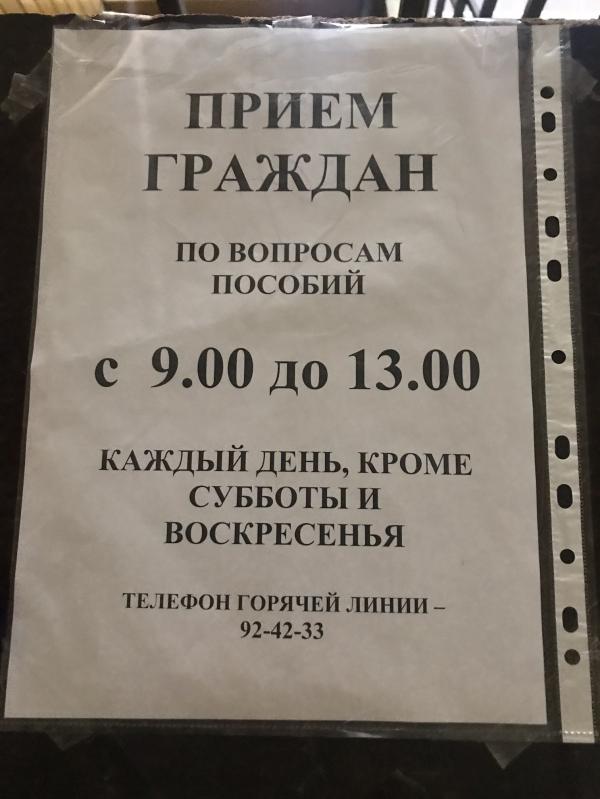 ПРИЕМ
ГРАЖДАН
ПО ВОПРОСАМ
ПОСОБИЙ
с 9.00 до 13.00
КАЖДЫЙ ДЕНЬ, КРОМЕ
СУББОТЫ И
ВОСКРЕСЕНЬЯ
ТЕЛЕФОН ГОРЯЧЕЙ ЛИНИИ –
92-42-33